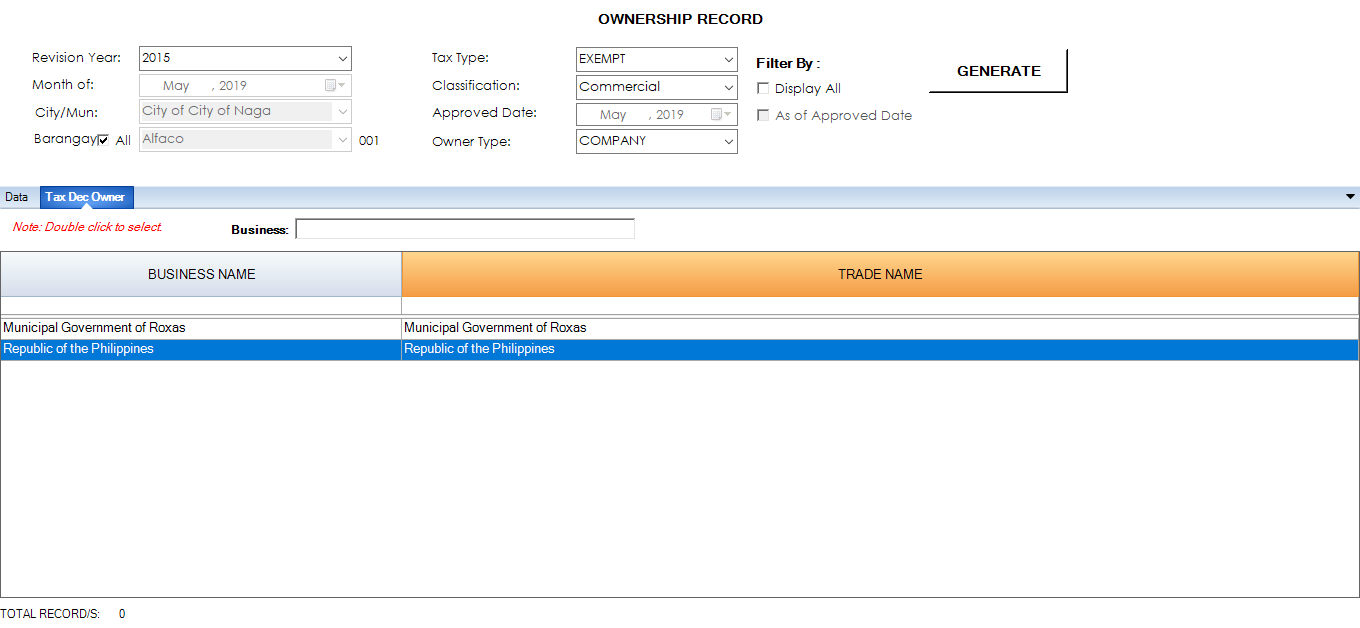 OWNERSHIP RECORD
Revision Year: 2015
Month of: May , 2019
City/Mun: City of City of Naga
Barangay All Alfaco 001
Tax Type: EXEMPT
Classification: Commercial
Approved Date: May , 2019
Owner Type: COMPANY
Filter By :
Display All
As of Approved Date
GENERATE
Data Tax Dec Owner
Note: Double click to select. Business:
BUSINESS NAME TRADE NAME
Municipal Government of Roxas Municipal Government of Roxas
Republic of the Philippines Republic of the Philippines
TOTAL RECORD/S: 0